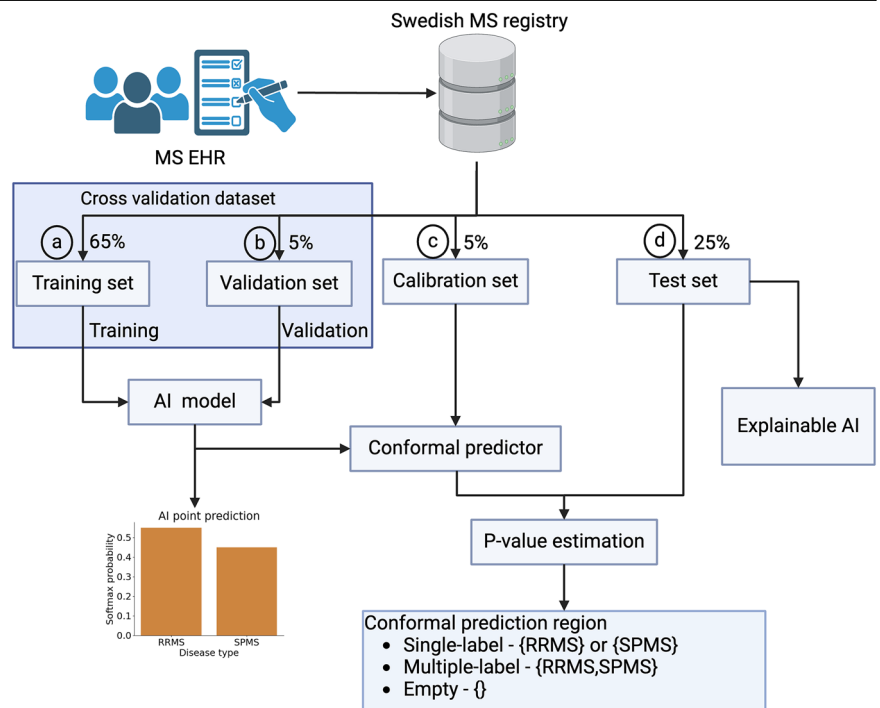 Swedish MS registry
MS EHR
Cross validation dataset
a 65%
b 5%
c 5%
d 25%
Training set
Validation set
Calibration set
Test set
Training
Validation
AI model
Explainable AI
Conformal predictor
AI point prediction
Softmax probability
0.5
0.4
0.3
0.2
0.1
0.0
RRMS
SPMS
Disease type
P-value estimation
Conformal prediction region
• Single-label - {RRMS} or {SPMS}
• Multiple-label - {RRMS,SPMS}
• Empty - {}